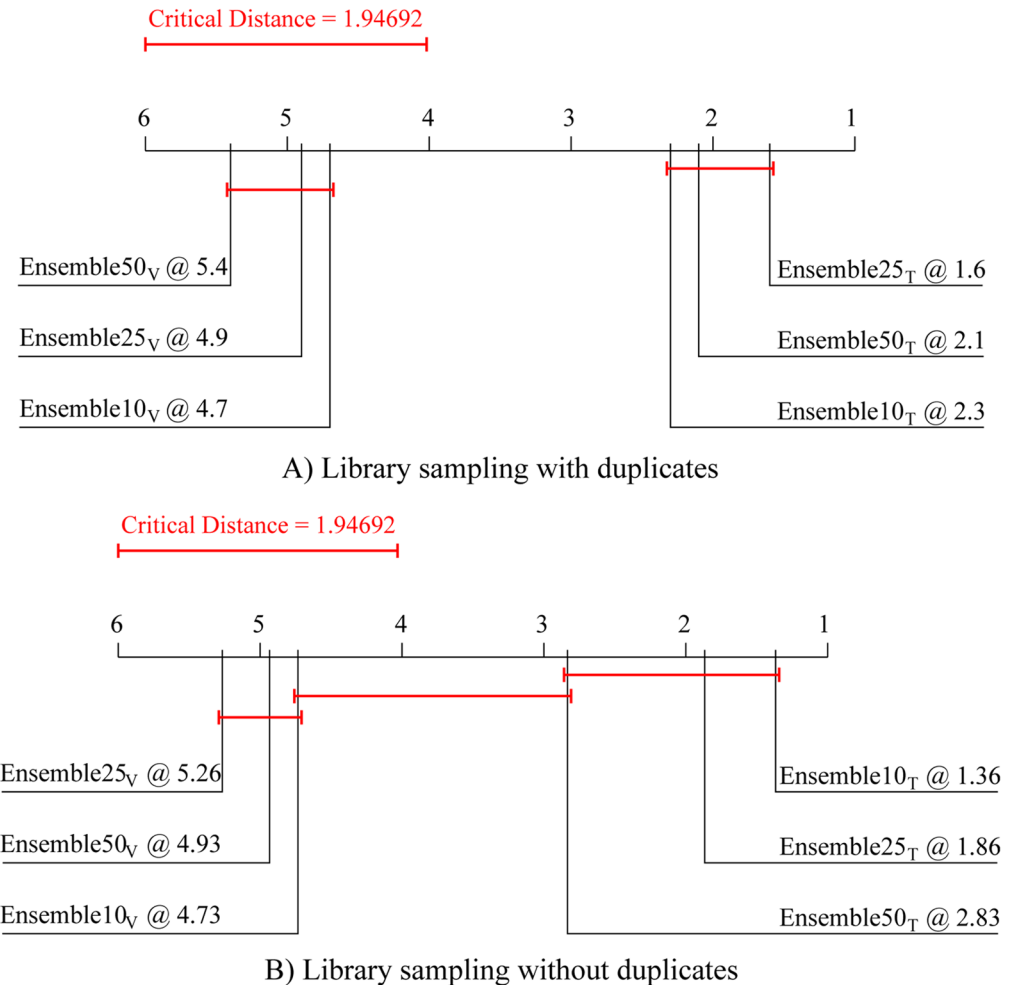 Critical Distance = 1.94692
6 5 4 3 2 1
Ensemble50V @ 5.4
Ensemble25T @ 1.6
Ensemble25V @ 4.9
Ensemble50T @ 2.1
Ensemble10V @ 4.7
Ensemble10T @ 2.3
A) Library sampling with duplicates
Critical Distance = 1.94692
6 5 4 3 2 1
Ensemble25V @ 5.26
Ensemble10T @ 1.36
Ensemble50V @ 4.93
Ensemble25T @ 1.86
Ensemble10V @ 4.73
Ensemble50T @ 2.83
B) Library sampling without duplicates